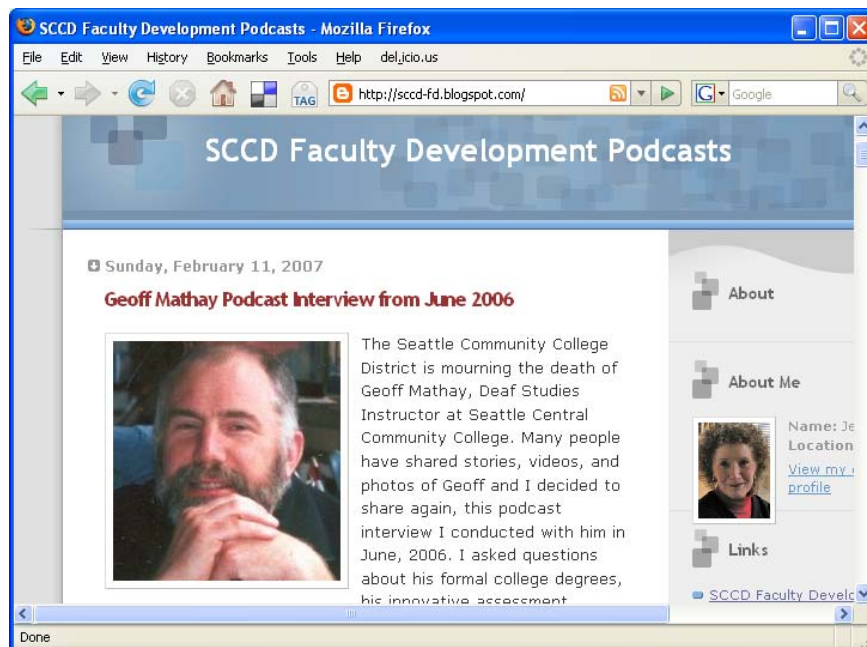 SCCD Faculty Development Podcasts - Mozilla Firefox
File Edit View History Bookmarks Tools Help del.icio.us
TAG http://sccd-fd.blogspot.com/ G Google
SCCD Faculty Development Podcasts
Sunday, February 11, 2007
Geoff Mathay Podcast Interview from June 2006
The Seattle Community College
District is mourning the death of
Geoff Mathay, Deaf Studies
Instructor at Seattle Central
Community College. Many people
have shared stories, videos, and
photos of Geoff and I decided to
share again, this podcast
interview I conducted with him in
June, 2006. I asked questions
about his formal college degrees,
his innovative assessment
About
About Me
Name: Je
Location
View my
profile
Links
SCCD Faculty Develo
Done